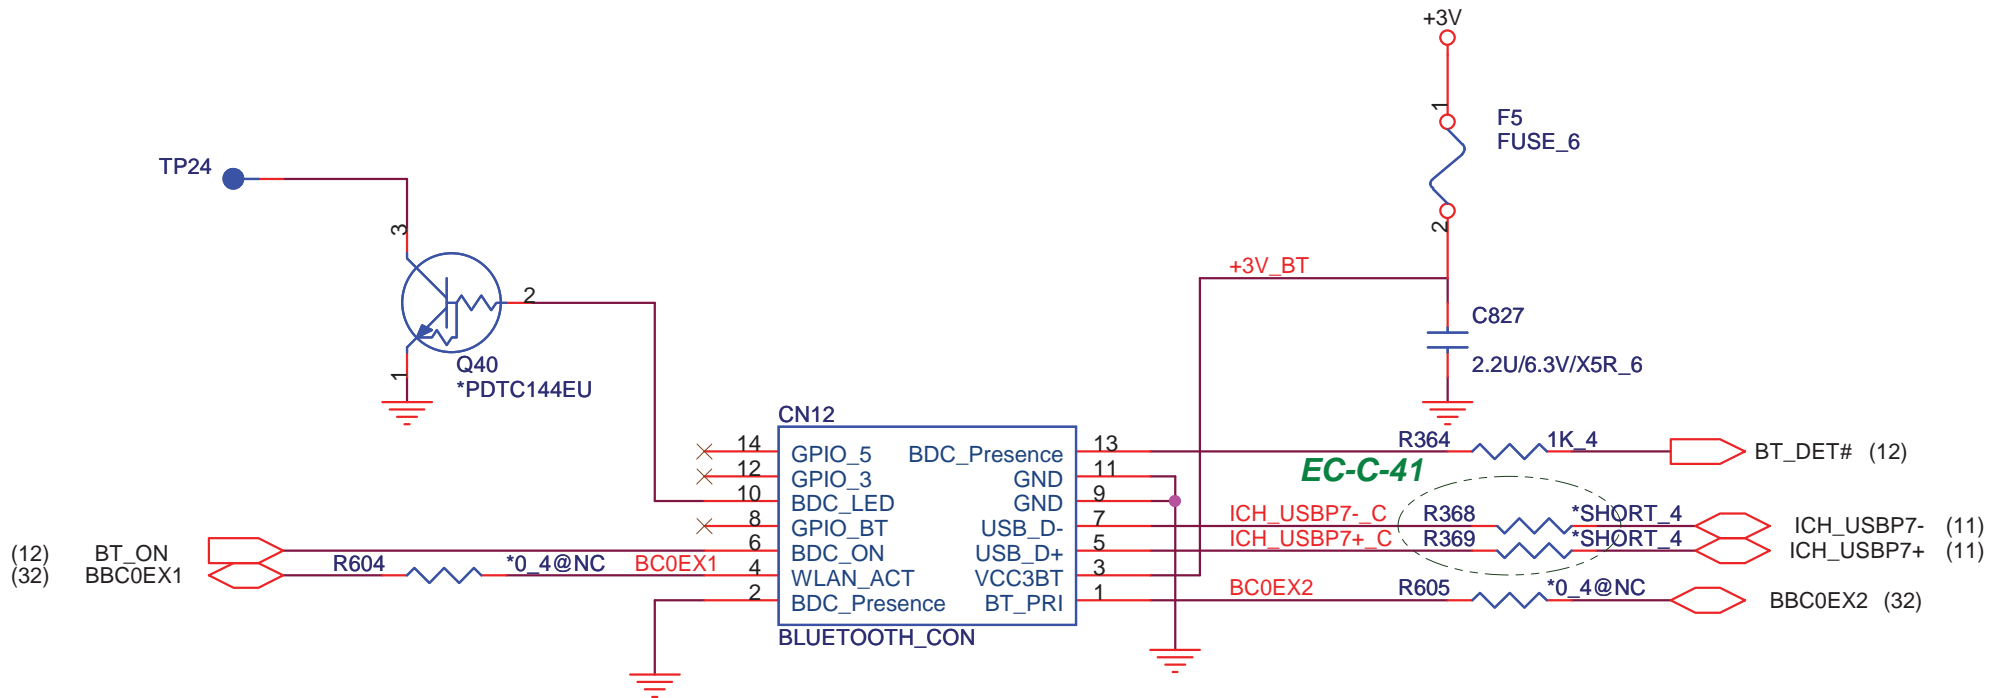 +3V
1
F5
FUSE_6
TP24
3
2
+3V_BT
2
C827
Q40
2.2U/6.3V/X5R_6
1
*PDTC144EU
CN12
14 GPIO_5 BDC_Presence 13 R364 1K_4 BT_DET# (12)
EC-C-41
12 GPIO_3 GND 11
10 BDC_LED GND 9
8 GPIO_BT USB_D- 7 ICH_USBP7-_C R368 *SHORT_4 ICH_USBP7- (11)
(12) BT_ON 6 BDC_ON USB_D+ 5 ICH_USBP7+_C R369 *SHORT_4 ICH_USBP7+ (11)
(32) BBC0EX1 R604 *0_4@NC BC0EX1 4 WLAN_ACT VCC3BT 3
2 BDC_Presence BT_PRI 1 BC0EX2 R605 *0_4@NC BBC0EX2 (32)
BLUETOOTH_CON